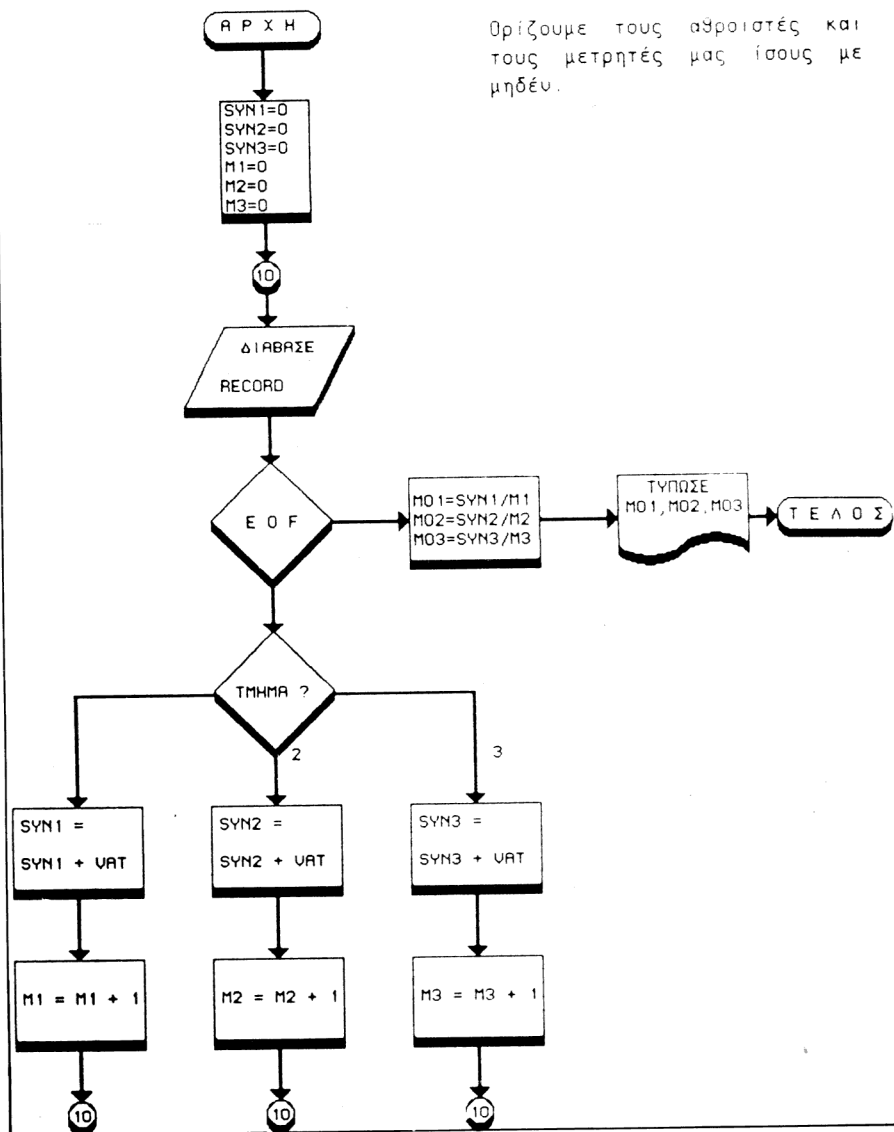 Α Ρ Χ Η
Ορίζουμε τους αθροιστές και
τους μετρητές μας ίσους με
μηδέν.
SYN1=0
SYN2=0
SYN3=0
M1=0
M2=0
M3=0
10
ΔΙΑΒΑΣΕ
RECORD
E O F
MO1=SYN1/M1
MO2=SYN2/M2
MO3=SYN3/M3
ΤΥΠΩΣΕ
MO1,MO2,MO3
Τ Ε Λ Ο Σ
ΤΜΗΜΑ ?
2
3
SYN1 =
SYN1 + VAT
SYN2 =
SYN2 + VAT
SYN3 =
SYN3 + VAT
M1 = M1 + 1
M2 = M2 + 1
M3 = M3 + 1
10
10
10